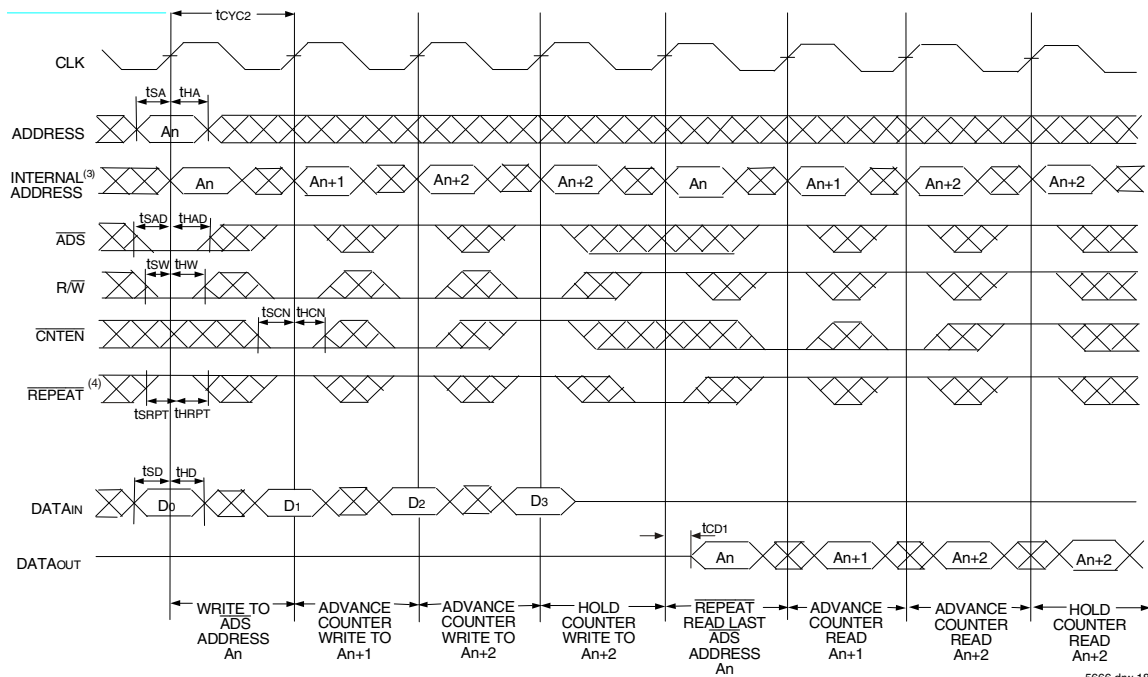 tCYC2
CLK
tSA tHA
ADDRESS An
INTERNAL(3)
ADDRESS
An An+1 An+2 An+2 An An+1 An+2 An+2
tSAD tHAD
ADS
tSW tHW
R/W
tSCN tHCN
CNTEN
REPEAT (4)
tSRPT tHRPT
tSD tHD
DATAIN D0 D1 D2 D3
tCD1
DATAOUT An An+1 An+2 An+2
WRITE TO
ADS
ADDRESS
An
ADVANCE
COUNTER
WRITE TO
An+1
ADVANCE
COUNTER
WRITE TO
An+2
HOLD
COUNTER
WRITE TO
An+2
REPEAT
READ LAST
ADS
ADDRESS
An
ADVANCE
COUNTER
READ
An+1
ADVANCE
COUNTER
READ
An+2
HOLD
COUNTER
READ
An+2